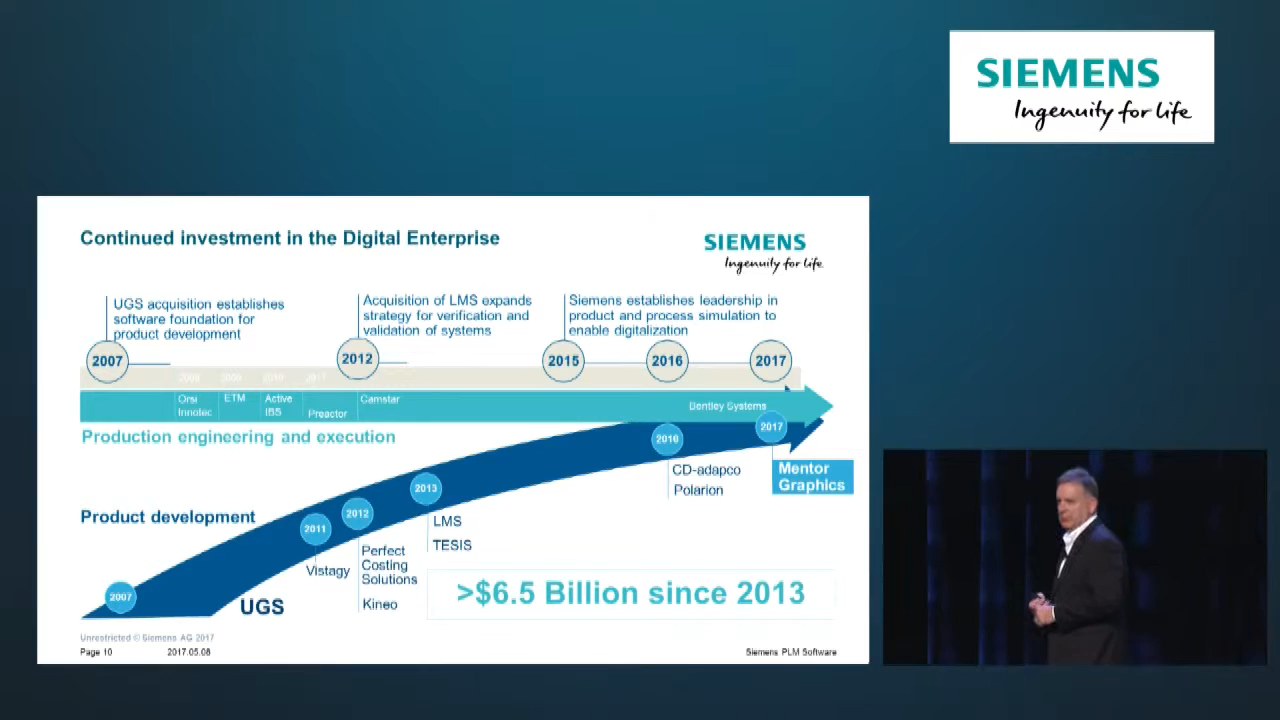 SIEMENS
Ingenuity for life
Continued investment in the Digital Enterprise
SIEMENS
Ingenuity for life
UGS acquisition establishes
software foundation for
product development
Acquisition of LMS expands
strategy for verification and
validation of systems
Siemens establishes leadership in
product and process simulation to
enable digitalization
2007
2012
2015
2016
2017
2008
2009
2010
2011
Orsi
Innotec
ETM
Active
IBS
Preactor
Camstar
Bentley Systems
Production engineering and execution
2016
2017
CD-adapco
Polarion
Mentor
Graphics
2013
LMS
TESIS
Product development
2011
2012
Vistagy
Perfect
Costing
Solutions
Kineo
2007
UGS
>$6.5 Billion since 2013
Unrestricted © Siemens AG 2017
Page 10
2017.05.08
Siemens PLM Software